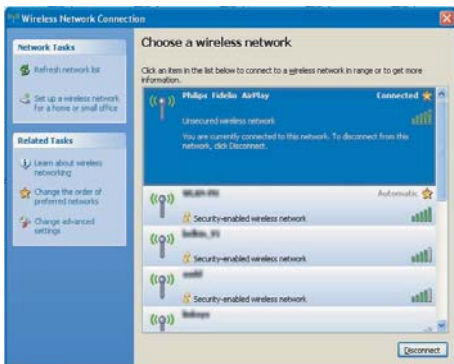 Wireless Network Connection
Network Tasks
Refresh network list
Set up a wireless network
for a home or small office
Related Tasks
Learn about wireless
networking
Change the order of
preferred networks
Change advanced
settings
Choose a wireless network
Click an item in the list below to connect to a wireless network in range or to get more
information.
Philips Fidelio AirPlay Connected
Unsecured wireless network
You are currently connected to this network. To disconnect from this
network, click Disconnect.
Automatic
Security-enabled wireless network
Security-enabled wireless network
Security-enabled wireless network
Disconnect